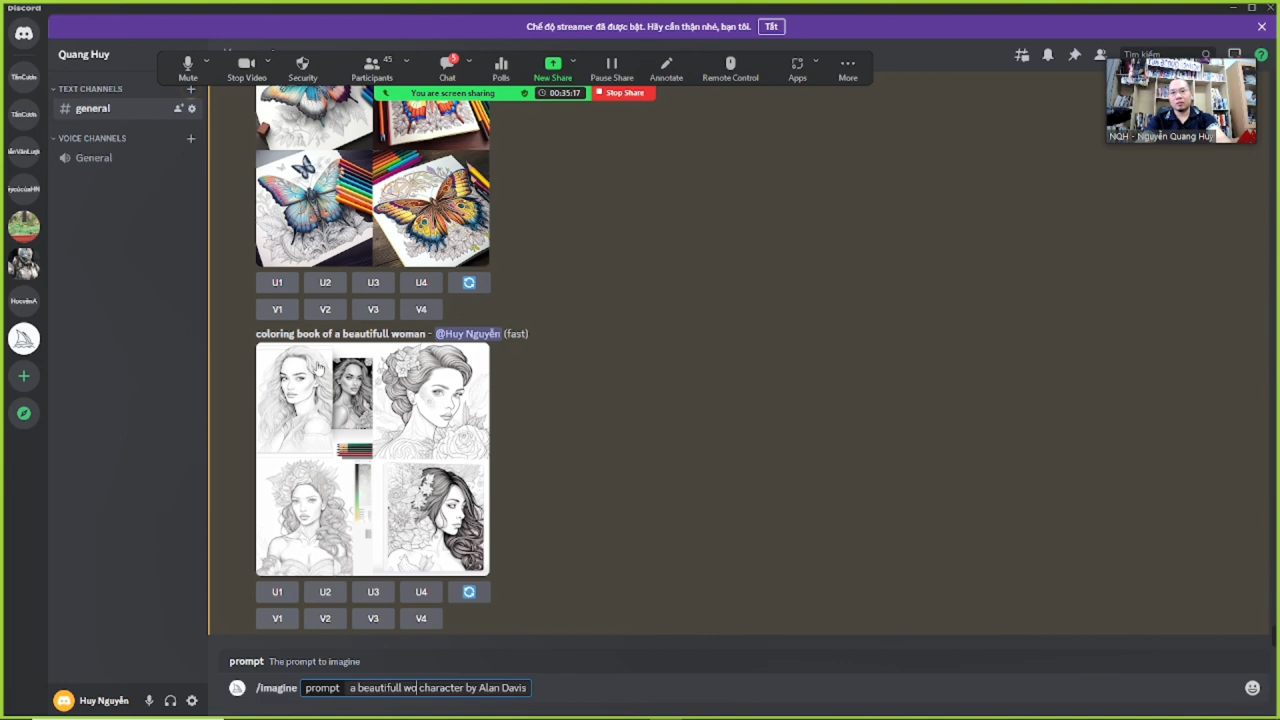 Discord
Chế độ streamer đã được bật. Hãy cẩn thận nhé, bạn tôi.
Tắt
Quang Huy
Tìm kiếm
Mute
Stop Video
Security
45
Participants
5
Chat
Polls
New Share
Pause Share
Annotate
Remote Control
Apps
More
You are screen sharing
00:35:17
Stop Share
TEXT CHANNELS
general
VOICE CHANNELS
General
NQH - Nguyễn Quang Huy
U1 U2 U3 U4
V1 V2 V3 V4
coloring book of a beautifull woman - @Huy Nguyễn (fast)
U1 U2 U3 U4
V1 V2 V3 V4
prompt The prompt to imagine
/imagine prompt a beautifull wo character by Alan Davis
Huy Nguyễn